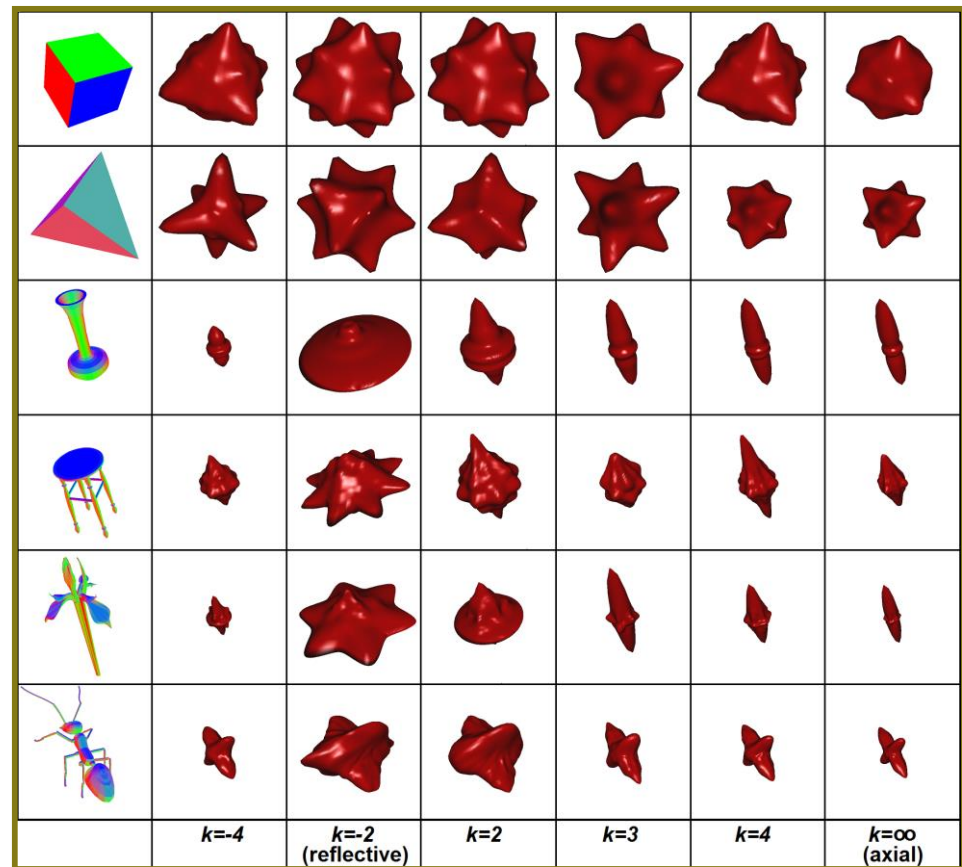 k=-4 k=-2 k=2 k=3 k=4 k=∞
(reflective) (axial)